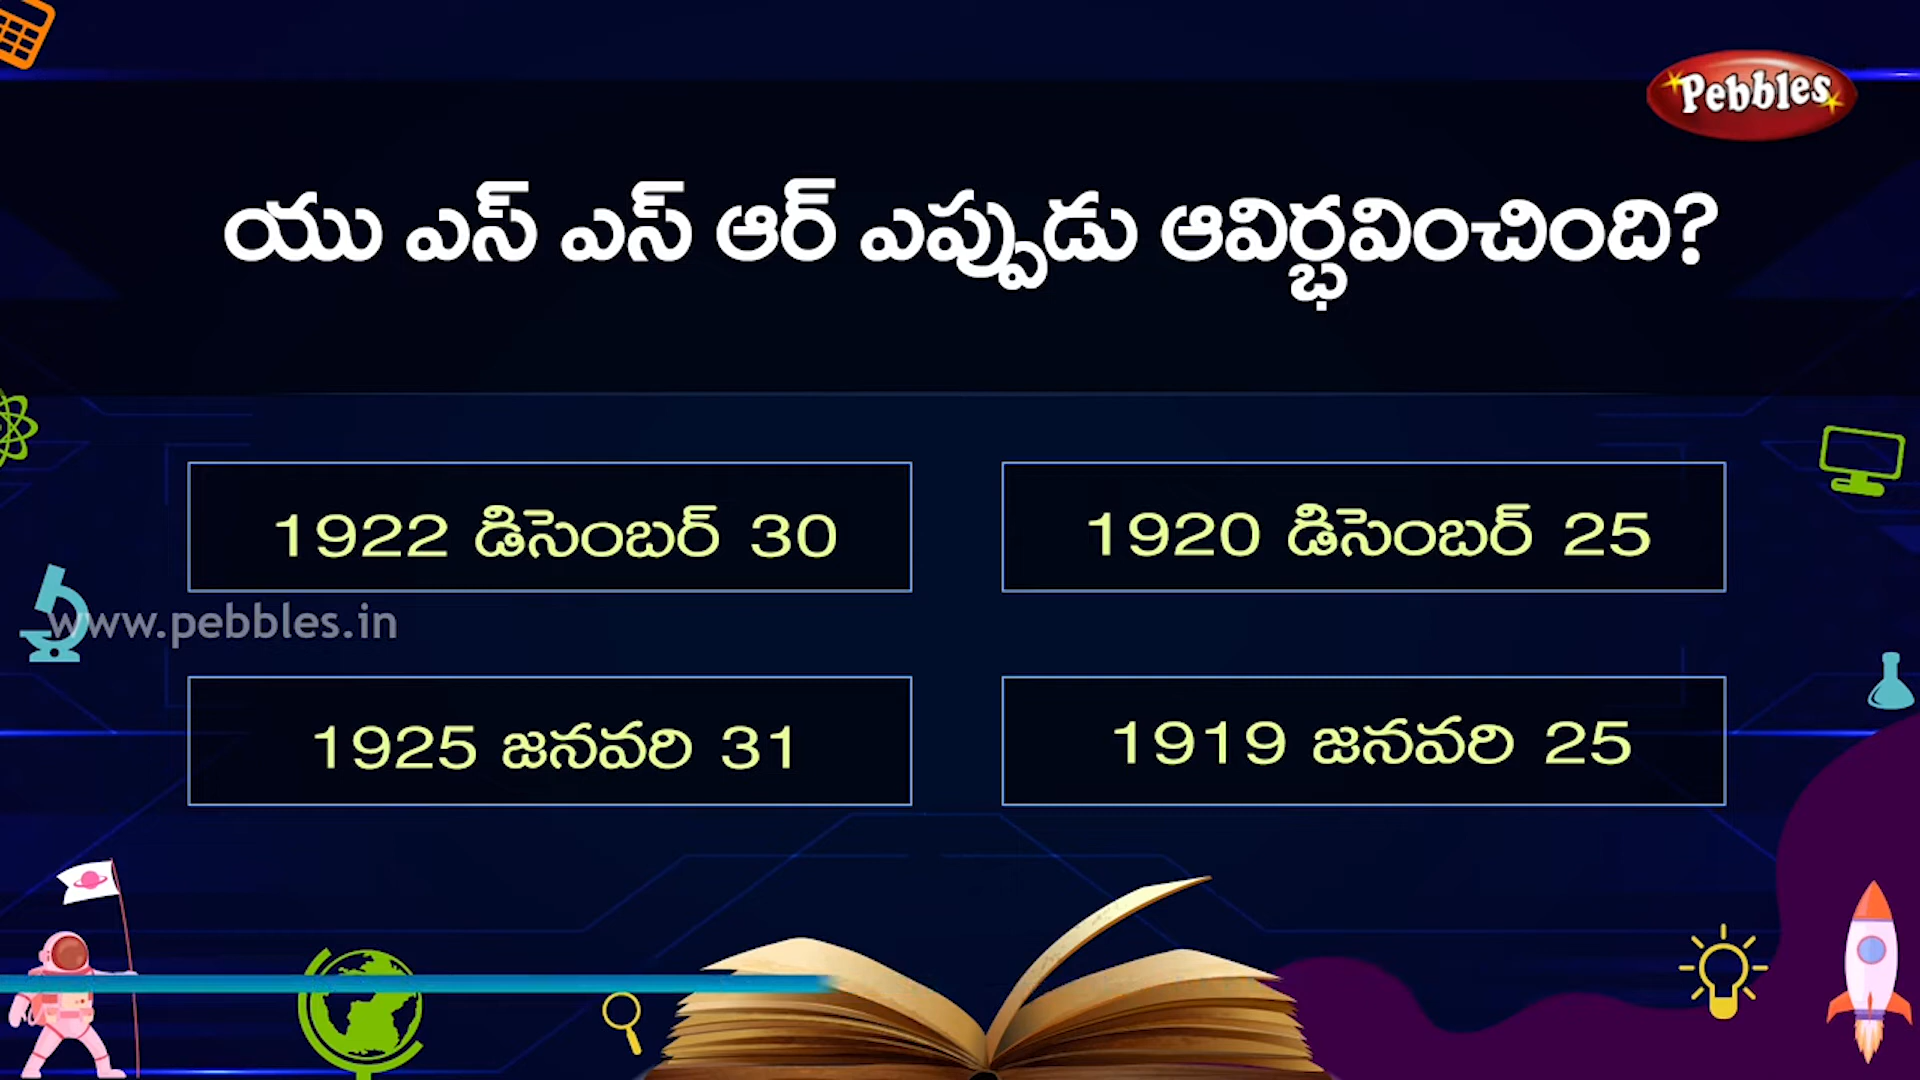 Pebbles
యు ఎస్ ఎస్ ఆర్ ఎప్పుడు ఆవిర్భవించింది?
1922 డిసెంబర్ 30
1920 డిసెంబర్ 25
www.pebbles.in
1925 జనవరి 31
1919 జనవరి 25